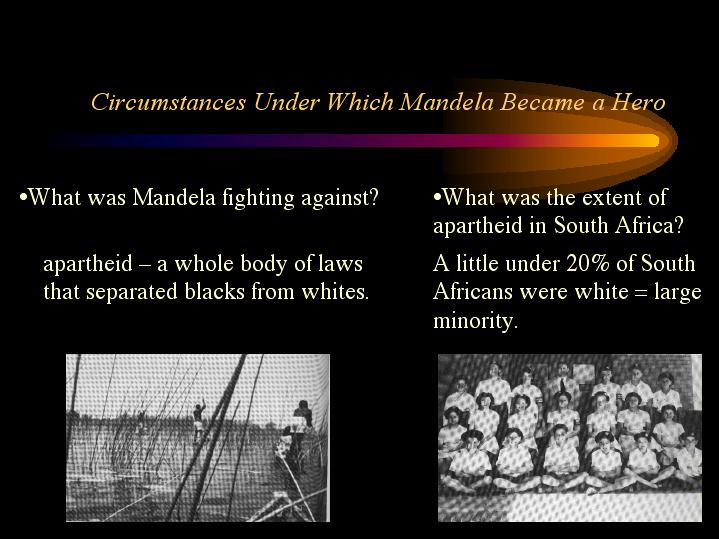 Circumstances Under Which Mandela Became a Hero
•What was Mandela fighting against?
apartheid – a whole body of laws
that separated blacks from whites.
•What was the extent of
apartheid in South Africa?
A little under 20% of South
Africans were white = large
minority.